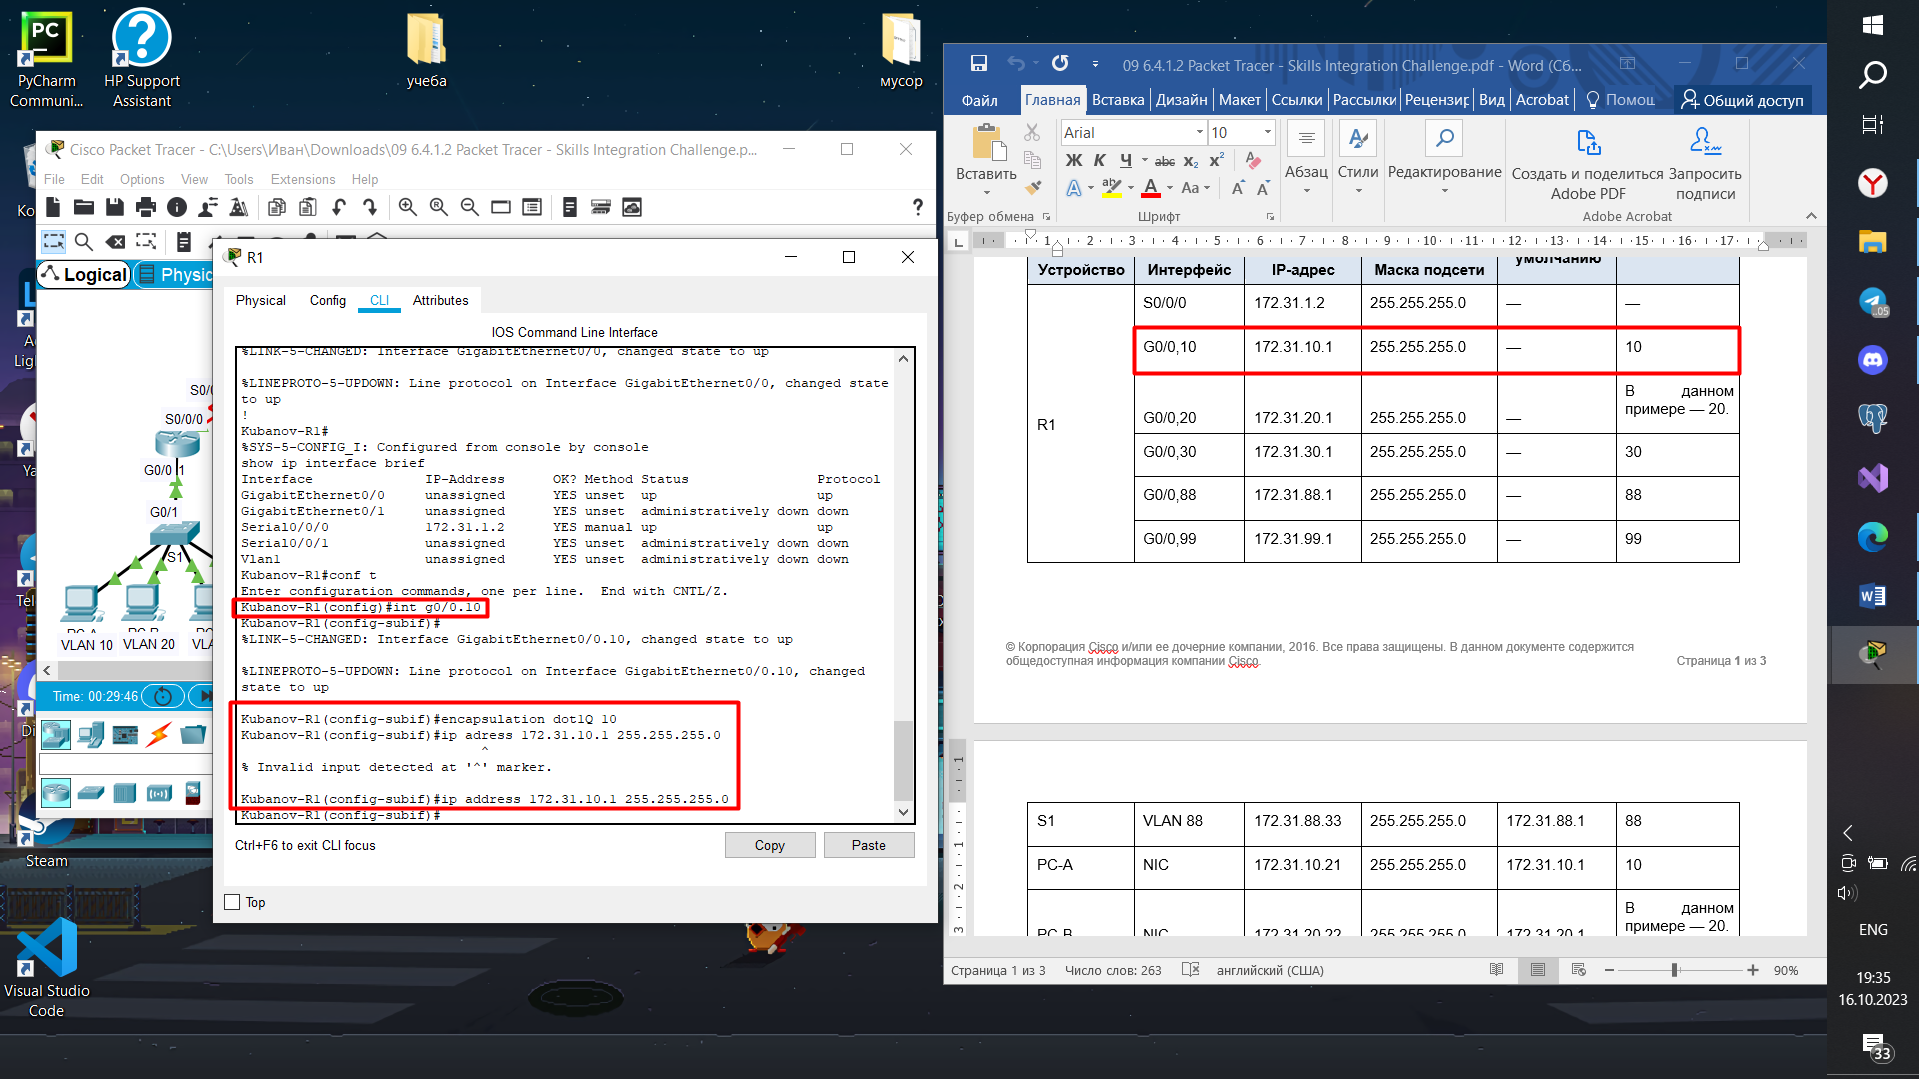 PyCharm
Communi...
HP Support
Assistant
учеба
мусор
Cisco Packet Tracer - C:\Users\Иван\Downloads\09 6.4.1.2 Packet Tracer - Skills Integration Challenge.p...
File Edit Options View Tools Extensions Help
Logical
Physic
S0/0/0
G0/0
G0/1
S1
VLAN 10 VLAN 20
Time: 00:29:46
R1
Physical Config CLI Attributes
IOS Command Line Interface
%LINK-5-CHANGED: Interface GigabitEthernet0/0, changed state to up
%LINEPROTO-5-UPDOWN: Line protocol on Interface GigabitEthernet0/0, changed state
to up
!
Kubanov-R1#
%SYS-5-CONFIG_I: Configured from console by console
show ip interface brief
Interface IP-Address OK? Method Status Protocol
GigabitEthernet0/0 unassigned YES unset up up
GigabitEthernet0/1 unassigned YES unset administratively down down
Serial0/0/0 172.31.1.2 YES manual up up
Serial0/0/1 unassigned YES unset administratively down down
Vlan1 unassigned YES unset administratively down down
Kubanov-R1#conf t
Enter configuration commands, one per line. End with CNTL/Z.
Kubanov-R1(config)#int g0/0.10
Kubanov-R1(config-subif)#
%LINK-5-CHANGED: Interface GigabitEthernet0/0.10, changed state to up
%LINEPROTO-5-UPDOWN: Line protocol on Interface GigabitEthernet0/0.10, changed
state to up
Kubanov-R1(config-subif)#encapsulation dot1Q 10
Kubanov-R1(config-subif)#ip adress 172.31.10.1 255.255.255.0
^
% Invalid input detected at '^' marker.
Kubanov-R1(config-subif)#ip address 172.31.10.1 255.255.255.0
Kubanov-R1(config-subif)#
Ctrl+F6 to exit CLI focus
Copy
Paste
Top
Steam
Visual Studio
Code
09 6.4.1.2 Packet Tracer - Skills Integration Challenge.pdf - Word (Сб...
Файл Главная Вставка Дизайн Макет Ссылки Рассылки Рецензир Вид Acrobat Помощ Общий доступ
Вставить
Буфер обмена
Arial 10
Ж К Ч abc x₂ x²
Aa
Шрифт
Абзац
Стили
Редактирование
Создать и поделиться
Adobe PDF
Запросить
подписи
Adobe Acrobat
1 1 2 3 4 5 6 7 8 9 10 11 12 13 14 15 16 17
Устройство Интерфейс IP-адрес Маска подсети умолчанию
R1
S0/0/0 172.31.1.2 255.255.255.0 — —
G0/0,10 172.31.10.1 255.255.255.0 — 10
G0/0,20 172.31.20.1 255.255.255.0 — В данном примере — 20.
G0/0,30 172.31.30.1 255.255.255.0 — 30
G0/0,88 172.31.88.1 255.255.255.0 — 88
G0/0,99 172.31.99.1 255.255.255.0 — 99
© Корпорация Cisco и/или ее дочерние компании, 2016. Все права защищены. В данном документе содержится
общедоступная информация компании Cisco.
Страница 1 из 3
S1 VLAN 88 172.31.88.33 255.255.255.0 172.31.88.1 88
PC-A NIC 172.31.10.21 255.255.255.0 172.31.10.1 10
PC-B NIC 172.31.20.22 255.255.255.0 172.31.20.1 В данном примере — 20.
Страница 1 из 3 Число слов: 263 английский (США) 90%
ENG
19:35
16.10.2023
33